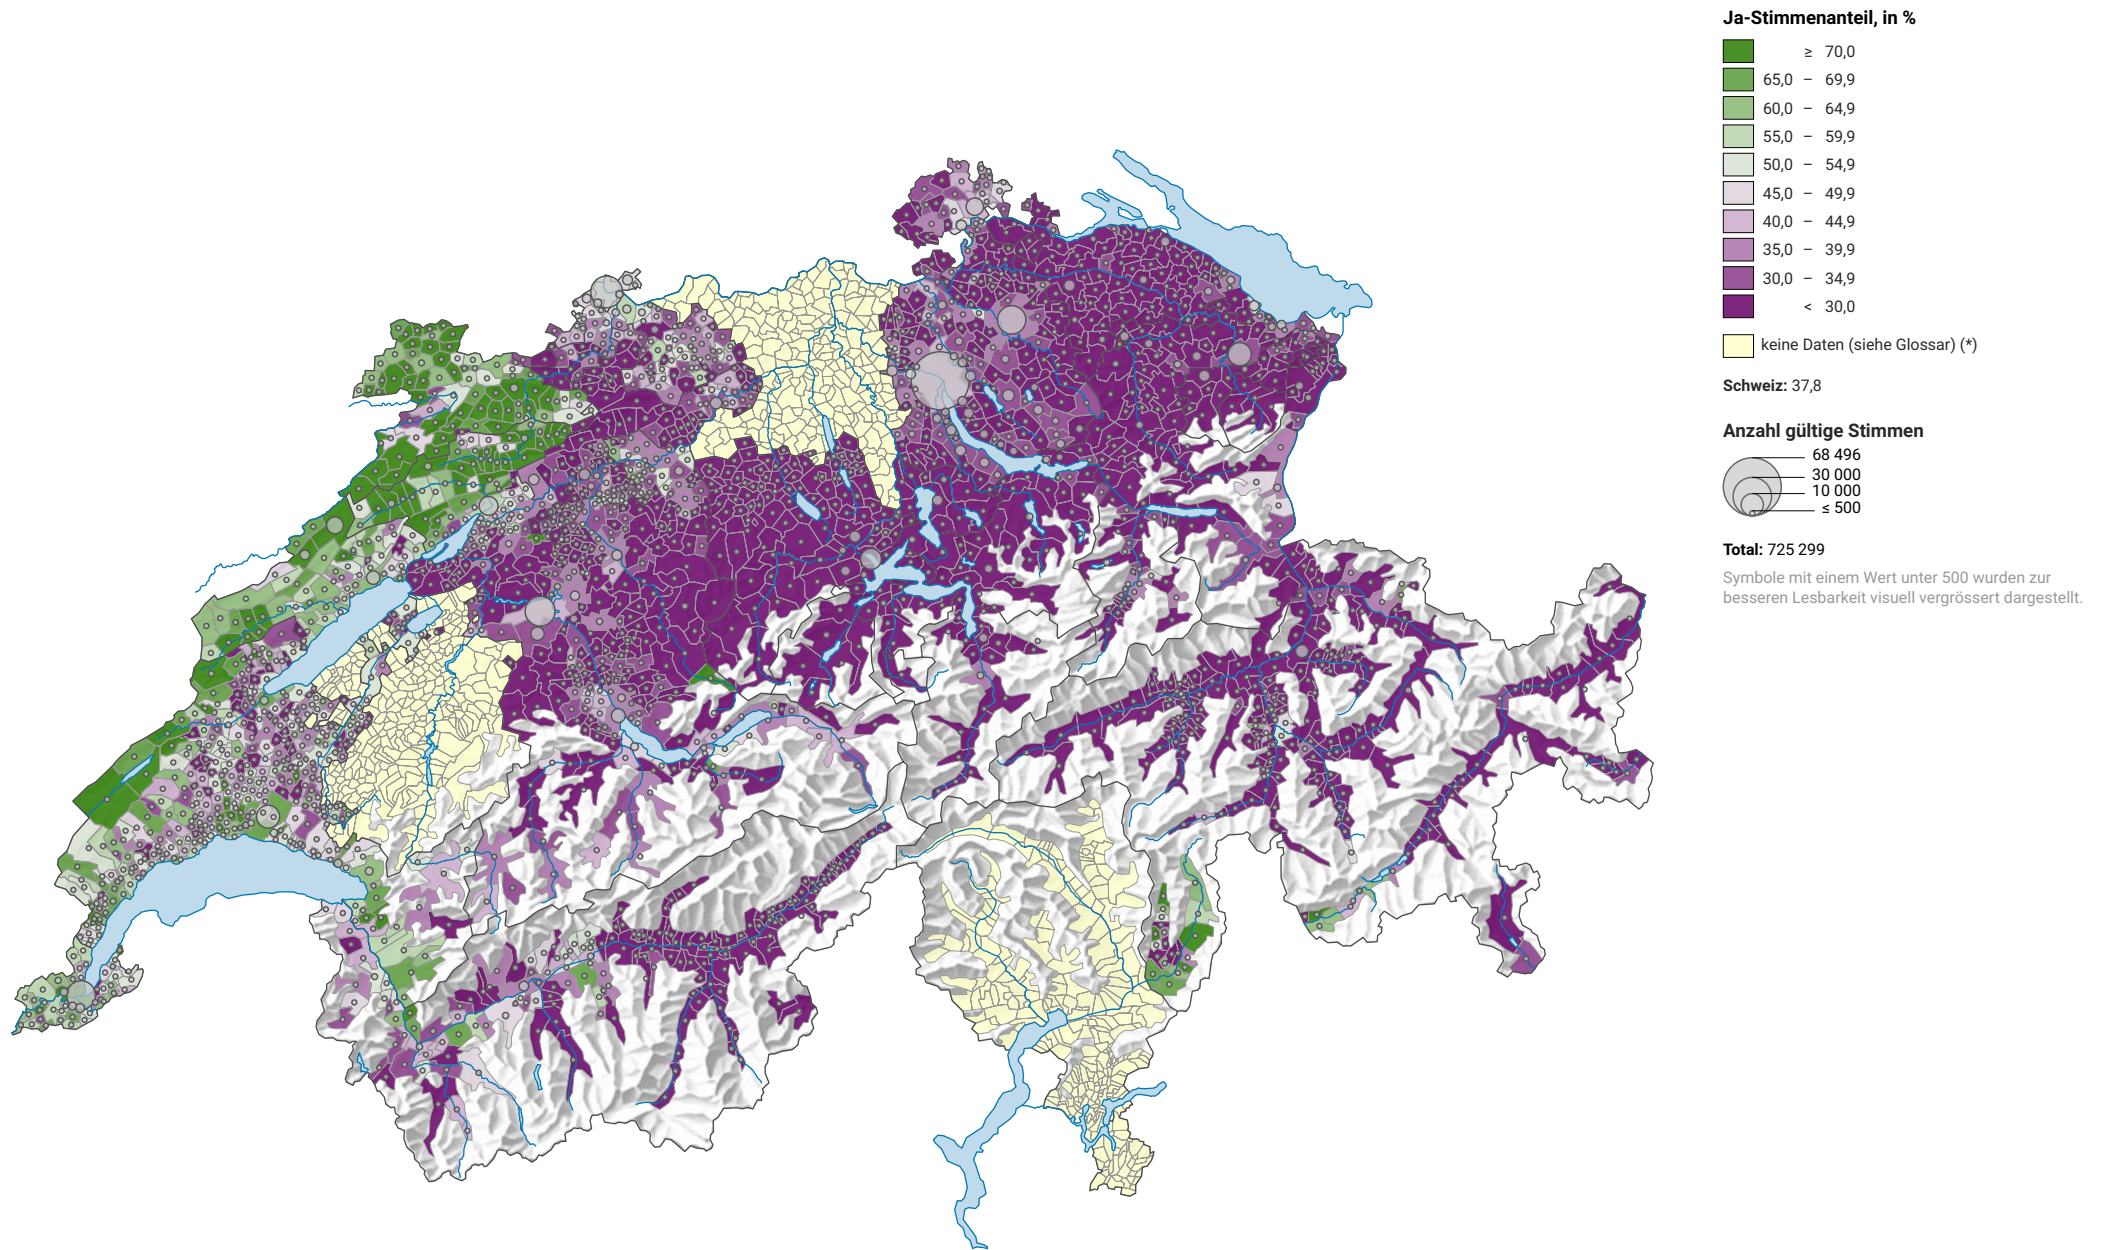 Ja-Stimmenanteil, in %
≥ 70,0
65,0 – 69,9
60,0 – 64,9
55,0 – 59,9
50,0 – 54,9
45,0 – 49,9
40,0 – 44,9
35,0 – 39,9
30,0 – 34,9
< 30,0
keine Daten (siehe Glossar) (*)
Schweiz: 37,8
Anzahl gültige Stimmen
68 496
30 000
10 000
≤ 500
Total: 725 299
Symbole mit einem Wert unter 500 wurden zur
besseren Lesbarkeit visuell vergrössert dargestellt.